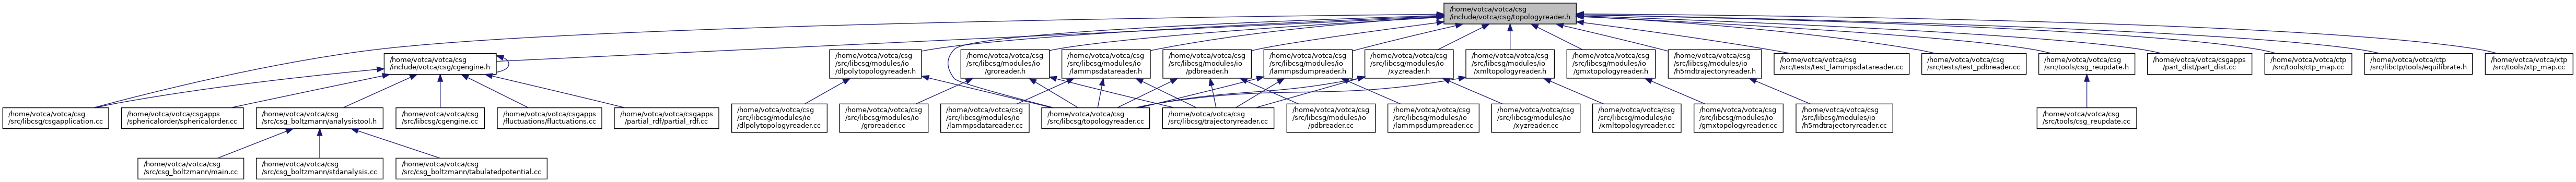 /home/votca/votca/csg
/include/votca/csg/topologyreader.h
/home/votca/votca/csg
/include/votca/csg/cgengine.h
/home/votca/votca/csg
/src/libcsg/modules/io
/dlpolytopologyreader.h
/home/votca/votca/csg
/src/libcsg/modules/io
/groreader.h
/home/votca/votca/csg
/src/libcsg/modules/io
/lammpsdatareader.h
/home/votca/votca/csg
/src/libcsg/modules/io
/pdbreader.h
/home/votca/votca/csg
/src/libcsg/modules/io
/lammpsdumpreader.h
/home/votca/votca/csg
/src/libcsg/modules/io
/xyzreader.h
/home/votca/votca/csg
/src/libcsg/modules/io
/xmltopologyreader.h
/home/votca/votca/csg
/src/libcsg/modules/io
/gmxtopologyreader.h
/home/votca/votca/csg
/src/libcsg/modules/io
/h5mdtrajectoryreader.h
/home/votca/votca/csg
/src/tests/test_lammpsdatareader.cc
/home/votca/votca/csg
/src/tests/test_pdbreader.cc
/home/votca/votca/csg
/src/tools/csg_reupdate.h
/home/votca/votca/csgapps
/part_dist/part_dist.cc
/home/votca/votca/ctp
/src/tools/ctp_map.cc
/home/votca/votca/ctp
/src/libctp/tools/equilibrate.h
/home/votca/votca/xtp
/src/tools/xtp_map.cc
/home/votca/votca/csg
/src/libcsg/csgapplication.cc
/home/votca/votca/csgapps
/sphericalorder/sphericalorder.cc
/home/votca/votca/csg
/src/csg_boltzmann/analysistool.h
/home/votca/votca/csg
/src/libcsg/cgengine.cc
/home/votca/votca/csgapps
/fluctuations/fluctuations.cc
/home/votca/votca/csgapps
/partial_rdf/partial_rdf.cc
/home/votca/votca/csg
/src/libcsg/modules/io
/dlpolytopologyreader.cc
/home/votca/votca/csg
/src/libcsg/modules/io
/groreader.cc
/home/votca/votca/csg
/src/libcsg/modules/io
/lammpsdatareader.cc
/home/votca/votca/csg
/src/libcsg/topologyreader.cc
/home/votca/votca/csg
/src/libcsg/trajectoryreader.cc
/home/votca/votca/csg
/src/libcsg/modules/io
/pdbreader.cc
/home/votca/votca/csg
/src/libcsg/modules/io
/lammpsdumpreader.cc
/home/votca/votca/csg
/src/libcsg/modules/io
/xyzreader.cc
/home/votca/votca/csg
/src/libcsg/modules/io
/xmltopologyreader.cc
/home/votca/votca/csg
/src/libcsg/modules/io
/gmxtopologyreader.cc
/home/votca/votca/csg
/src/libcsg/modules/io
/h5mdtrajectoryreader.cc
/home/votca/votca/csg
/src/tools/csg_reupdate.cc
/home/votca/votca/csg
/src/csg_boltzmann/main.cc
/home/votca/votca/csg
/src/csg_boltzmann/stdanalysis.cc
/home/votca/votca/csg
/src/csg_boltzmann/tabulatedpotential.cc